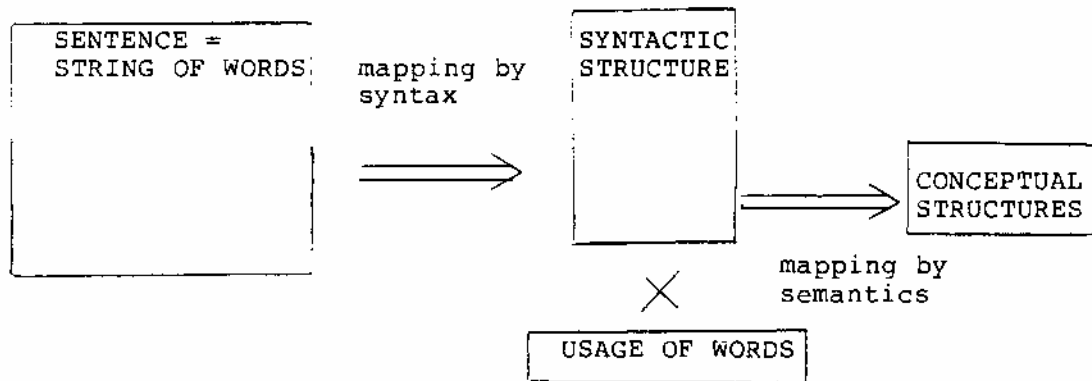 SENTENCE =
STRING OF WORDS
mapping by
syntax
SYNTACTIC
STRUCTURE
CONCEPTUAL
STRUCTURES
mapping by
semantics
×
USAGE OF WORDS